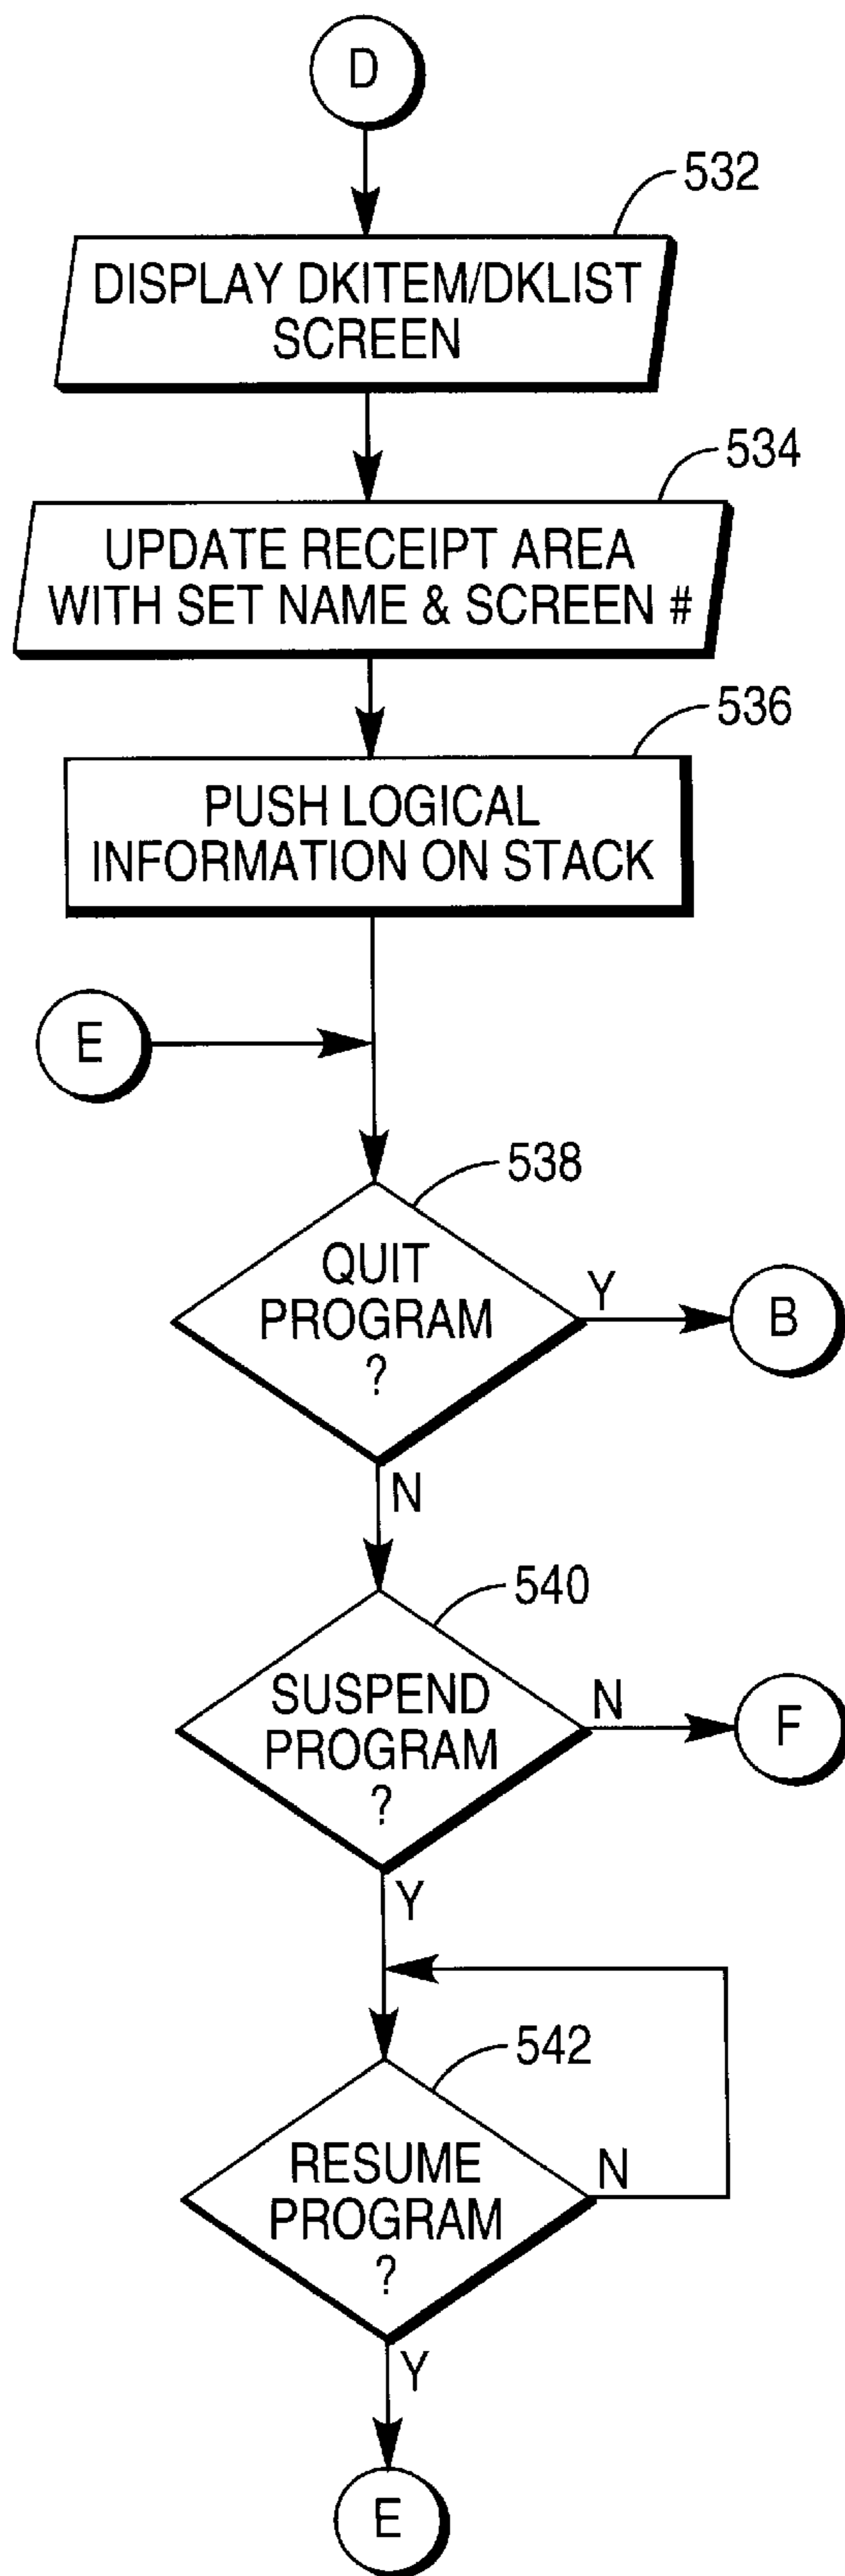 D
532
DISPLAY DKITEM/DKLIST
SCREEN
534
UPDATE RECEIPT AREA
WITH SET NAME & SCREEN #
536
PUSH LOGICAL
INFORMATION ON STACK
E
538
QUIT
PROGRAM
?
Y
B
N
540
SUSPEND
PROGRAM
?
N
F
Y
542
RESUME
PROGRAM
?
N
Y
E